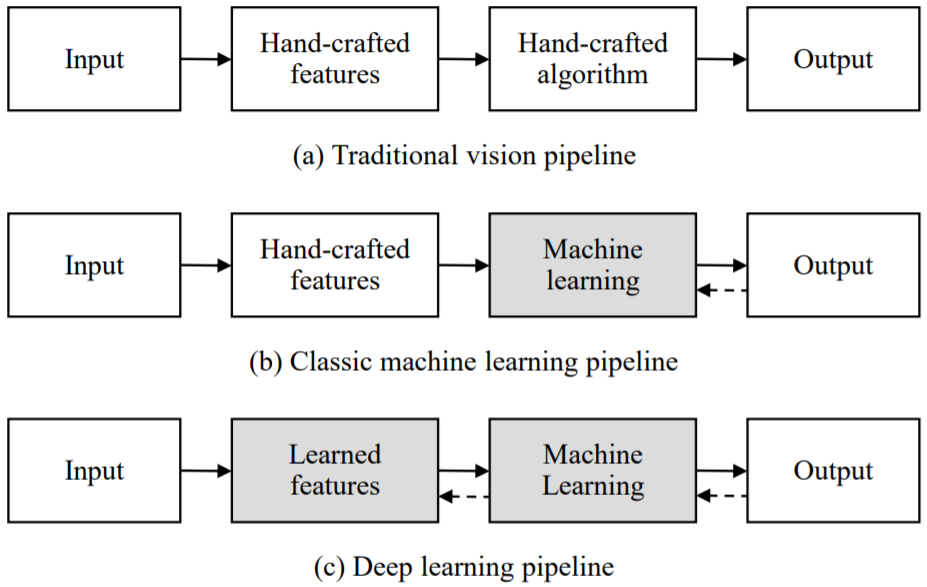 Input
Hand-crafted
features
Hand-crafted
algorithm
Output
(a) Traditional vision pipeline
Input
Hand-crafted
features
Machine
learning
Output
(b) Classic machine learning pipeline
Input
Learned
features
Machine
Learning
Output
(c) Deep learning pipeline